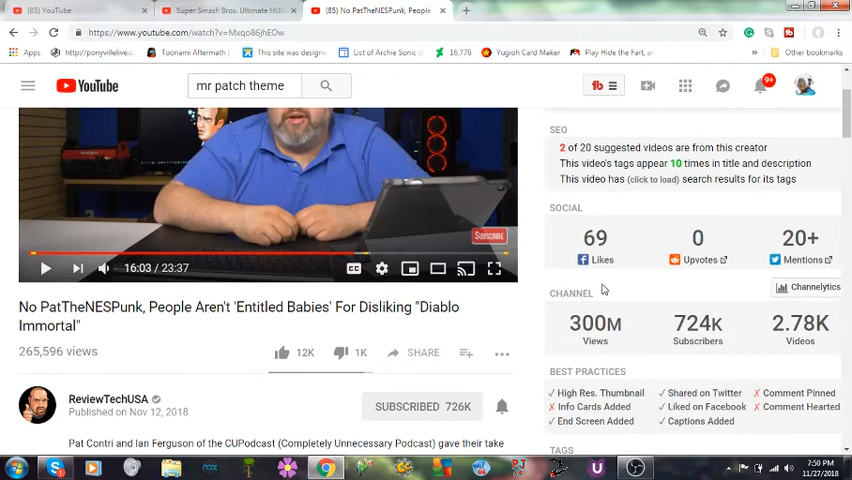 (85) YouTube
Super Smash Bros. Ultimate HU
(85) No PatTheNESPunk, People
https://www.youtube.com/watch?v=Mxqo86jhEOw
http://ponyvillelive.c
Toonami Aftermath
This site was designe
List of Archie Sonic d
16,776
Yugioh Card Maker
Play Hide the Fart, an
Other bookmarks
YouTube
mr patch theme
9+
SUBSCRIBE
16:03 / 23:37
CC
No PatTheNESPunk, People Aren't 'Entitled Babies' For Disliking "Diablo
Immortal"
265,596 views
12K
1K
SHARE
ReviewTechUSA
Published on Nov 12, 2018
SUBSCRIBED 726K
Pat Contri and Ian Ferguson of the CUPodcast (Completely Unnecessary Podcast) gave their take
SEO
2 of 20 suggested videos are from this creator
This video's tags appear 10 times in title and description
This video has (click to load) search results for its tags
SOCIAL
69
0
20+
Likes
Upvotes
Mentions
CHANNEL
Channelytics
300M
724K
2.78K
Views
Subscribers
Videos
BEST PRACTICES
✓ High Res. Thumbnail
✓ Shared on Twitter
✗ Comment Pinned
✗ Info Cards Added
✓ Liked on Facebook
✗ Comment Hearted
✓ End Screen Added
✓ Captions Added
TAGS
7:50 PM
11/27/2018